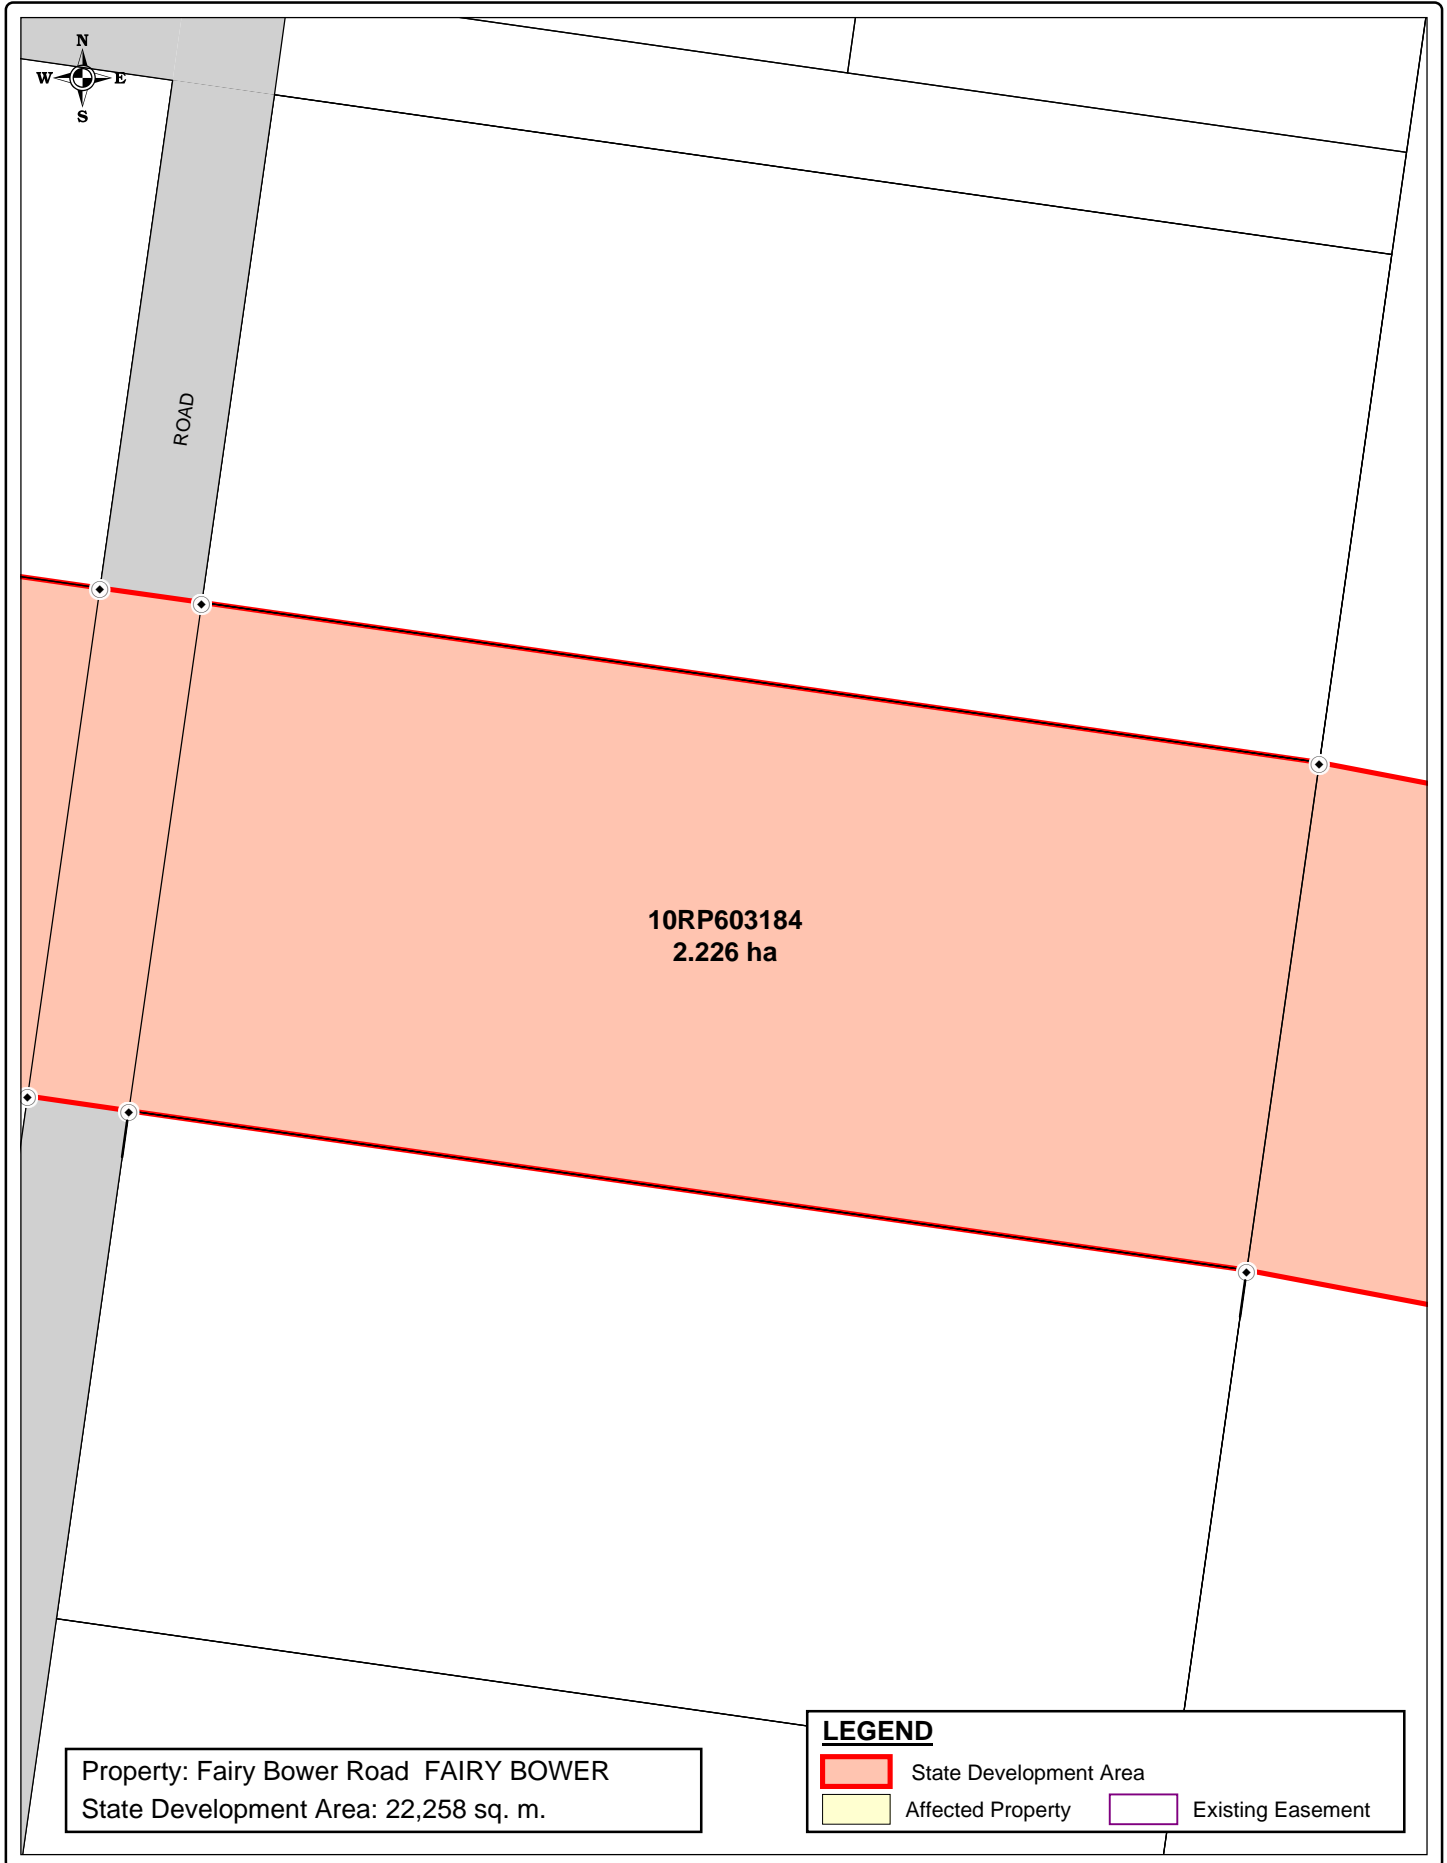 N
W E
S
ROAD
10RP603184
2.226 ha
Property: Fairy Bower Road  FAIRY BOWER
State Development Area: 22,258 sq. m.
LEGEND
State Development Area
Affected Property Existing Easement